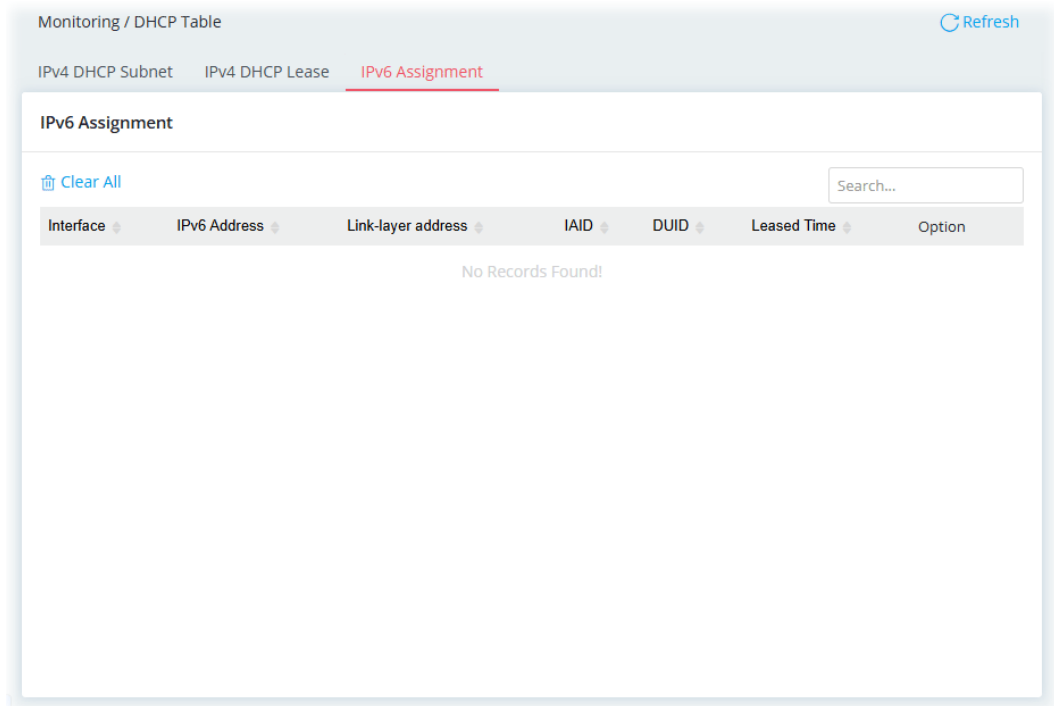 Monitoring / DHCP Table Refresh
IPv4 DHCP Subnet IPv4 DHCP Lease IPv6 Assignment
IPv6 Assignment
Clear All Search...
Interface IPv6 Address Link-layer address IAID DUID Leased Time Option
No Records Found!